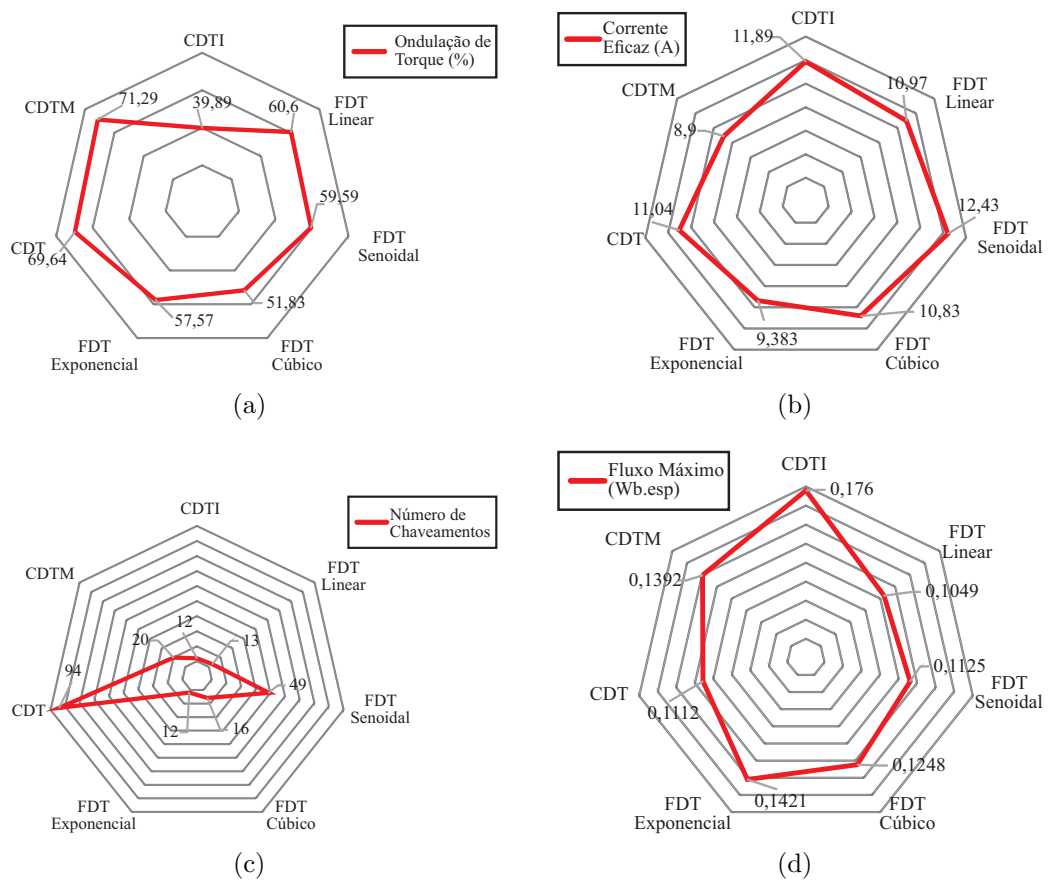 CDTI
Ondulação de
Torque (%)
CDTM
71,29
39,89
60,6
FDT
Linear
59,59
FDT
Senoidal
CDT
69,64
57,57
51,83
FDT
Exponencial
FDT
Cúbico
(a)
Corrente
Eficaz (A)
CDTI
11,89
CDTM
10,97
FDT
Linear
8,9
11,04
12,43
FDT
Senoidal
CDT
9,383
10,83
FDT
Exponencial
FDT
Cúbico
(b)
CDTI
Número de
Chaveamentos
CDTM
FDT
Linear
12
20
13
94
49
CDT
FDT
Senoidal
12
16
FDT
Exponencial
FDT
Cúbico
(c)
Fluxo Máximo
(Wb.esp)
CDTI
0,176
CDTM
FDT
Linear
0,1392
0,1049
0,1125
CDT
FDT
Senoidal
0,1112
0,1248
0,1421
FDT
Exponencial
FDT
Cúbico
(d)